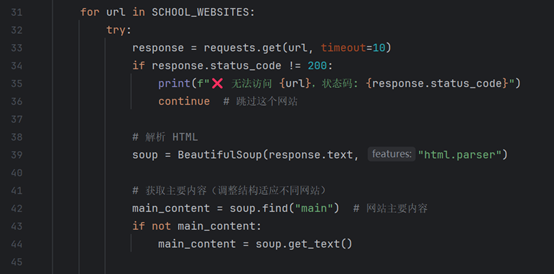 31 for url in SCHOOL_WEBSITES:
32 try:
33 response = requests.get(url, timeout=10)
34 if response.status_code != 200:
35 print(f"❌ 无法访问 {url}，状态码: {response.status_code}")
36 continue # 跳过这个网站
37
38 # 解析 HTML
39 soup = BeautifulSoup(response.text, features: "html.parser")
40
41 # 获取主要内容（调整结构适应不同网站）
42 main_content = soup.find("main") # 网站主要内容
43 if not main_content:
44 main_content = soup.get_text()
45